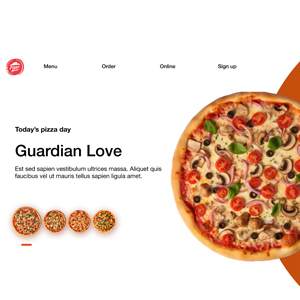 Menu Order Online Sign up
Today's pizza day
Guardian Love
Est sed sapien vestibulum ultrices massa. Aliquet quis
faucibus vel ut mauris tellus sapien ligula amet.